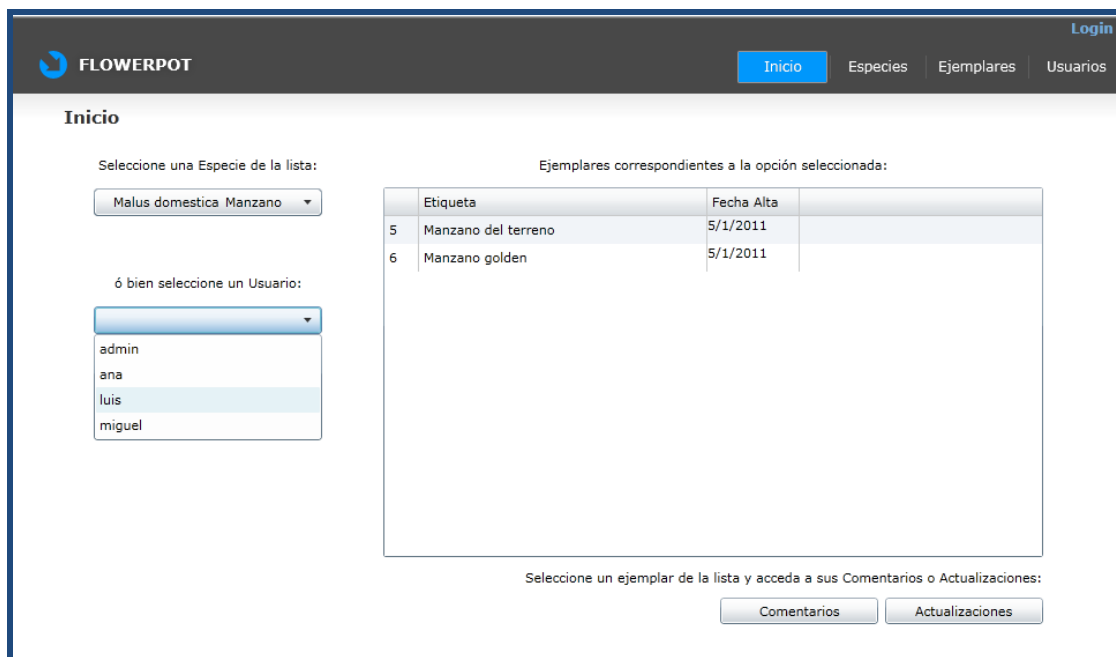 Login
FLOWERPOT
Inicio Especies Ejemplares Usuarios
Inicio
Seleccione una Especie de la lista:
Malus domestica Manzano
ó bien seleccione un Usuario:
admin
ana
luis
miguel
Ejemplares correspondientes a la opción seleccionada:
Etiqueta Fecha Alta
5 Manzano del terreno 5/1/2011
6 Manzano golden 5/1/2011
Seleccione un ejemplar de la lista y acceda a sus Comentarios o Actualizaciones:
Comentarios Actualizaciones